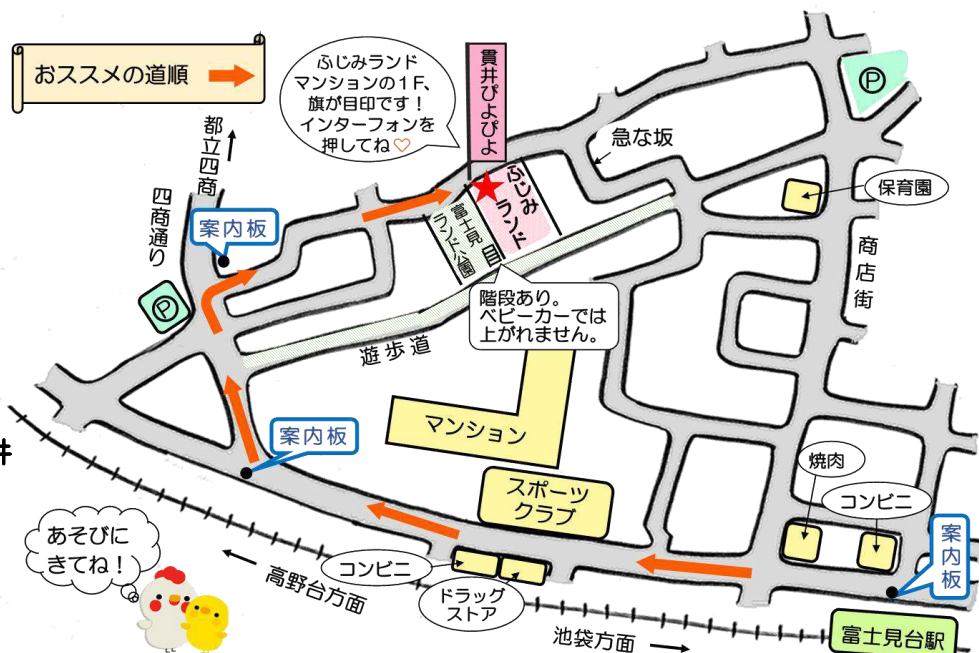 おススメの道順
ふじみランド
マンションの１F、
旗が目印です！
インターフォンを
押してね♡
貫井ぴよぴよ
急な坂
P
保育園
都立四商
四商通り
案内板
P
ふじみ
ランド
富士見
ランド公園
商店街
階段あり。
ベビーカーでは
上がれません。
遊歩道
マンション
案内板
井
スポーツ
クラブ
焼肉
コンビニ
案内板
あそびに
きてね！
高野台方面
コンビニ
ドラッグ
ストア
池袋方面
富士見台駅